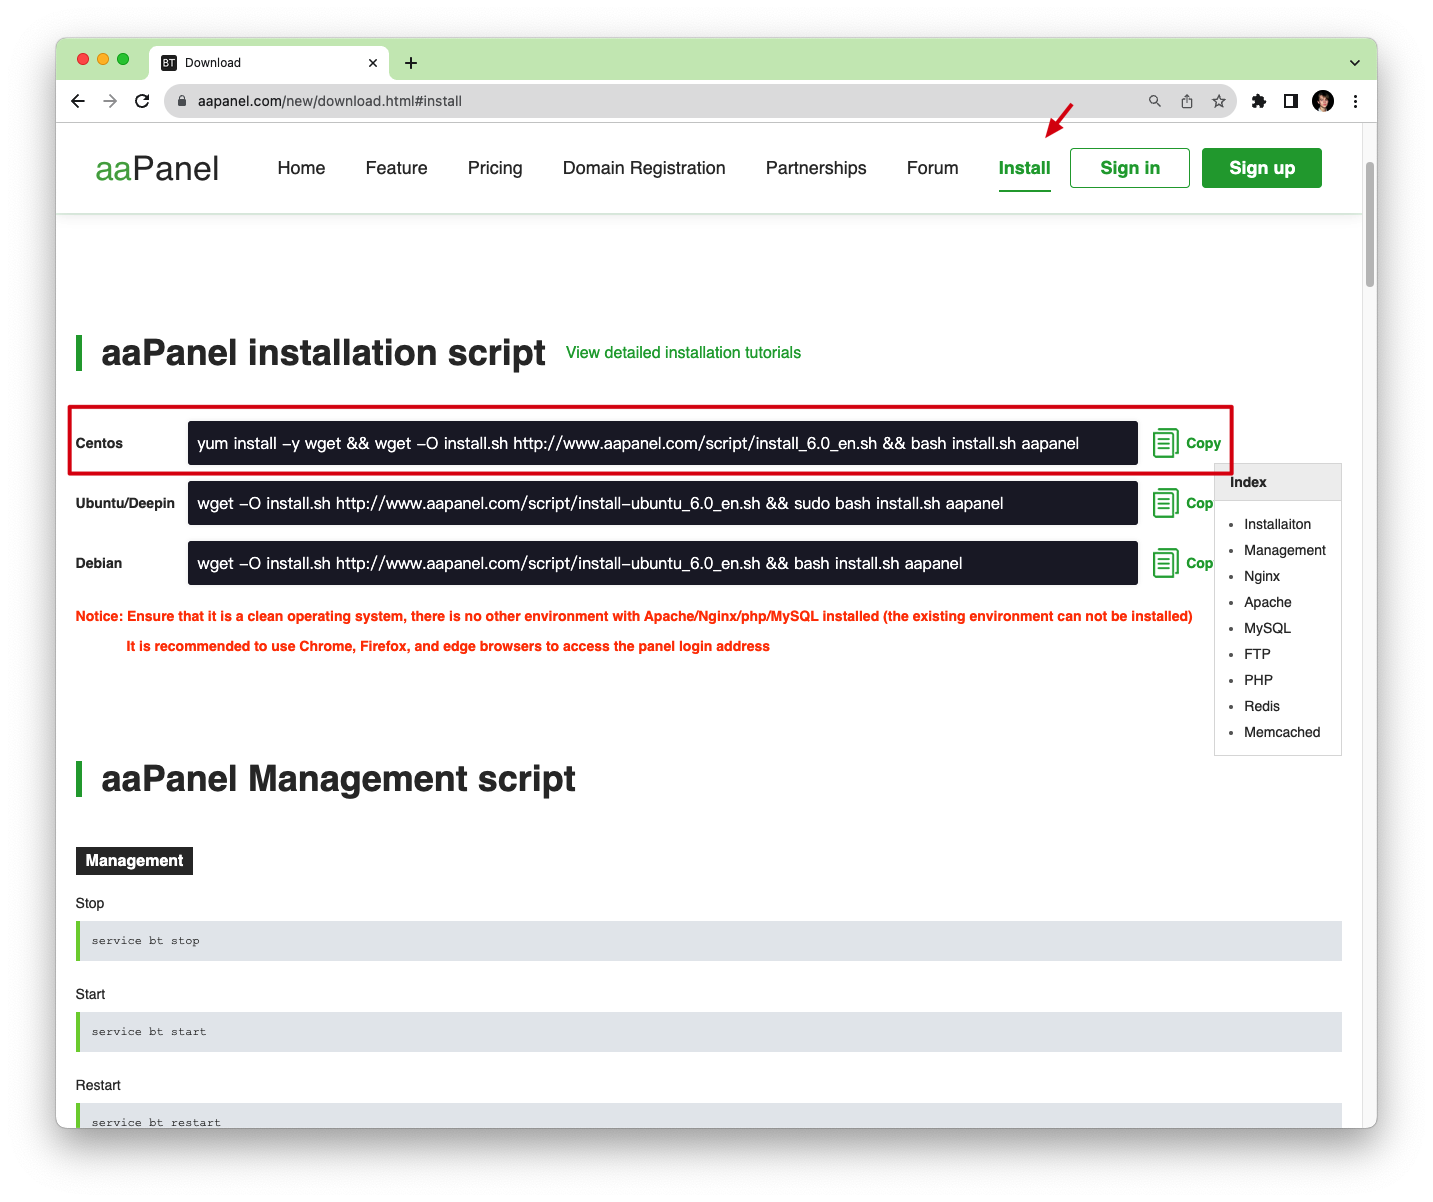 BT Download
aapanel.com/new/download.html#install
aaPanel Home Feature Pricing Domain Registration Partnerships Forum Install Sign in Sign up
aaPanel installation script View detailed installation tutorials
Centos yum install -y wget && wget -O install.sh http://www.aapanel.com/script/install_6.0_en.sh && bash install.sh aapanel Copy
Ubuntu/Deepin wget -O install.sh http://www.aapanel.com/script/install-ubuntu_6.0_en.sh && sudo bash install.sh aapanel Cop
Debian wget -O install.sh http://www.aapanel.com/script/install-ubuntu_6.0_en.sh && bash install.sh aapanel Cop
Notice: Ensure that it is a clean operating system, there is no other environment with Apache/Nginx/php/MySQL installed (the existing environment can not be installed)
It is recommended to use Chrome, Firefox, and edge browsers to access the panel login address
Index
Installaiton
Management
Nginx
Apache
MySQL
FTP
PHP
Redis
Memcached
aaPanel Management script
Management
Stop
service bt stop
Start
service bt start
Restart
service bt restart